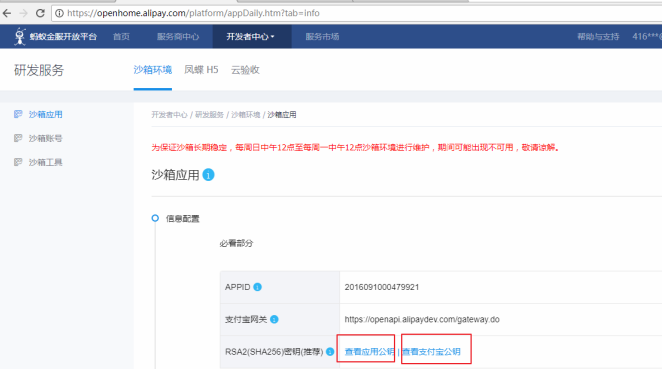 https://openhome.alipay.com/platform/appDaily.htm?tab=info
蚂蚁金服开放平台 首页 服务商中心 开发者中心 服务市场 帮助与支持 416***@
研发服务 沙箱环境 凤蝶 H5 云验收
沙箱应用
沙箱账号
沙箱工具
开发者中心 / 研发服务 / 沙箱环境 / 沙箱应用
为保证沙箱长期稳定，每周日中午12点至每周一中午12点沙箱环境进行维护，期间可能出现不可用，敬请谅解。
沙箱应用
信息配置
必看部分
APPID 2016091000479921
支付宝网关 https://openapi.alipaydev.com/gateway.do
RSA2(SHA256)密钥(推荐) 查看应用公钥 | 查看支付宝公钥